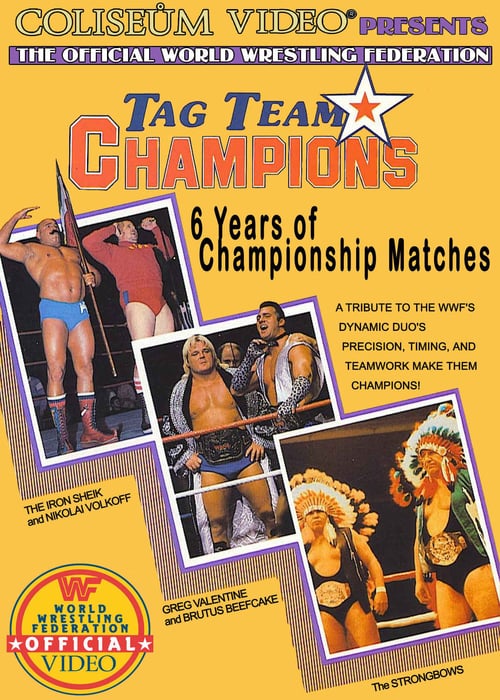 COLISEUM VIDEO® PRESENTS
THE OFFICIAL WORLD WRESTLING FEDERATION
TAG TEAM
CHAMPIONS
6 Years of
Championship Matches
A TRIBUTE TO THE WWF'S
DYNAMIC DUO'S
PRECISION, TIMING, AND
TEAMWORK MAKE THEM
CHAMPIONS!
THE IRON SHEIK
and NIKOLAI VOLKOFF
GREG VALENTINE
and BRUTUS BEEFCAKE
The STRONGBOWS
WF
WORLD
WRESTLING
FEDERATION
★OFFICIAL★
VIDEO